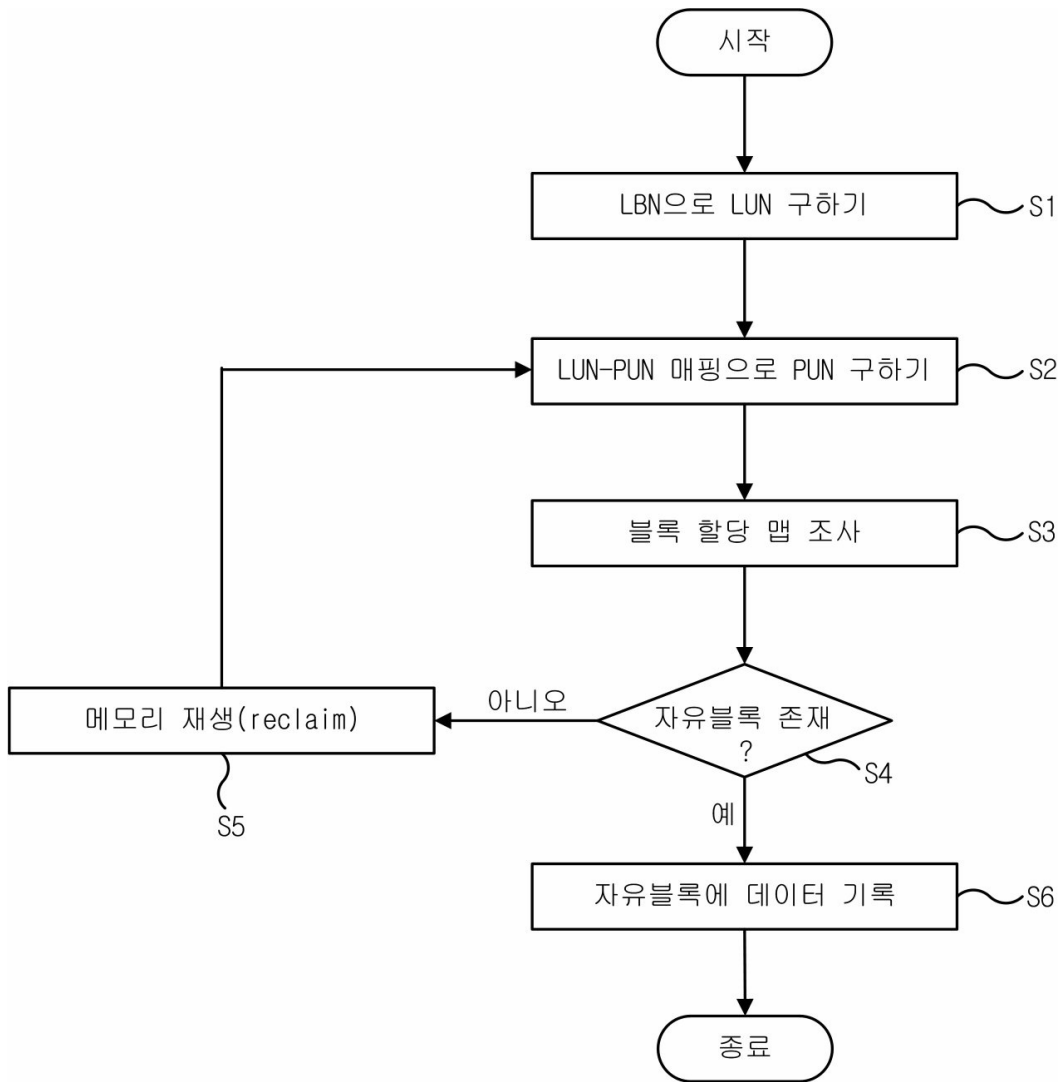 시작
LBN으로 LUN 구하기
S1
LUN-PUN 매핑으로 PUN 구하기
S2
블록 할당 맵 조사
S3
아니오
자유블록 존재
?
S4
메모리 재생(reclaim)
S5
예
자유블록에 데이터 기록
S6
종료